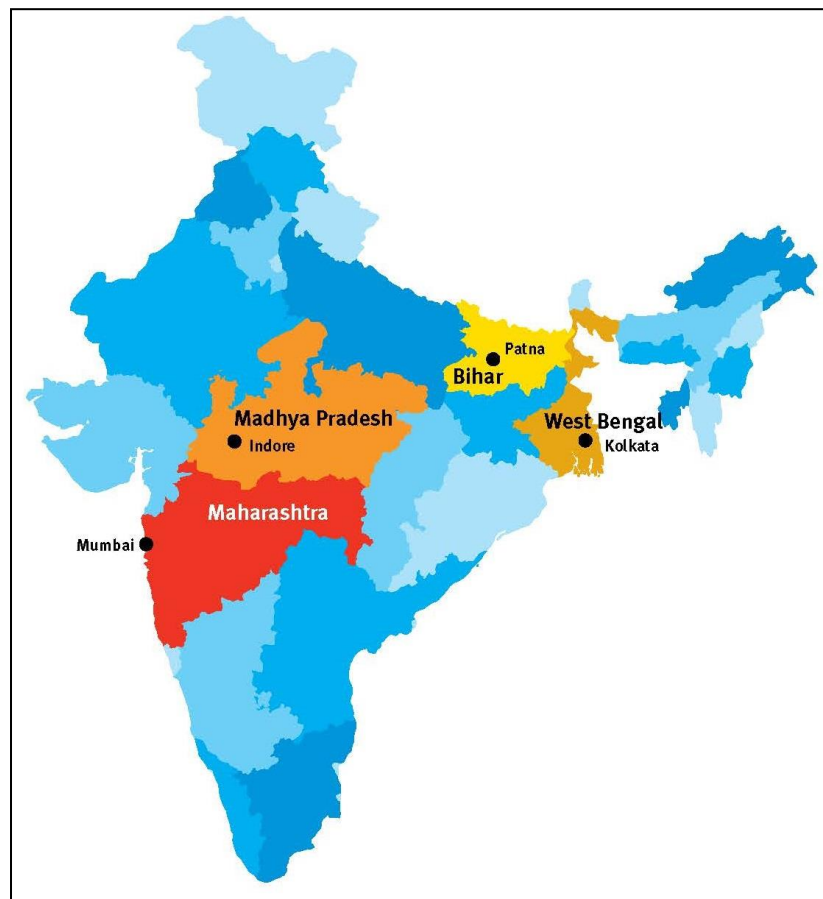 Patna
Bihar
Madhya Pradesh
Indore
West Bengal
Kolkata
Maharashtra
Mumbai